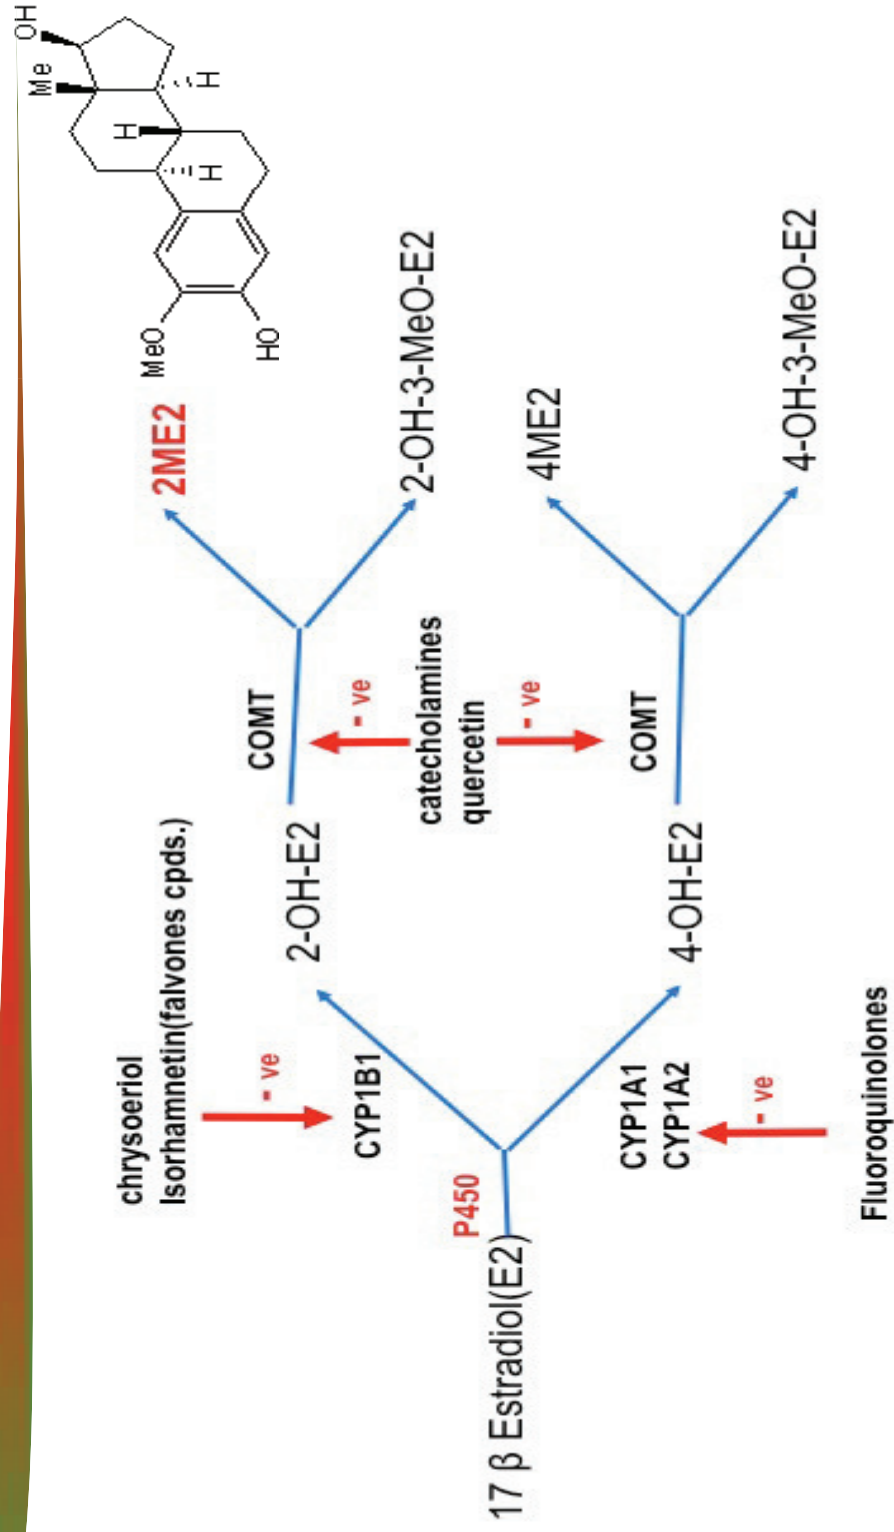 chrysoeriol
Isorhamnetin(falvones cpds.)
- ve
CYP1B1
P450
17 β Estradiol(E2)
CYP1A1
CYP1A2
- ve
Fluoroquinolones
2-OH-E2
COMT
- ve
catecholamines
quercetin
- ve
COMT
4-OH-E2
2ME2
2-OH-3-MeO-E2
4ME2
4-OH-3-MeO-E2
MeO
HO
Me
OH
H
H
H